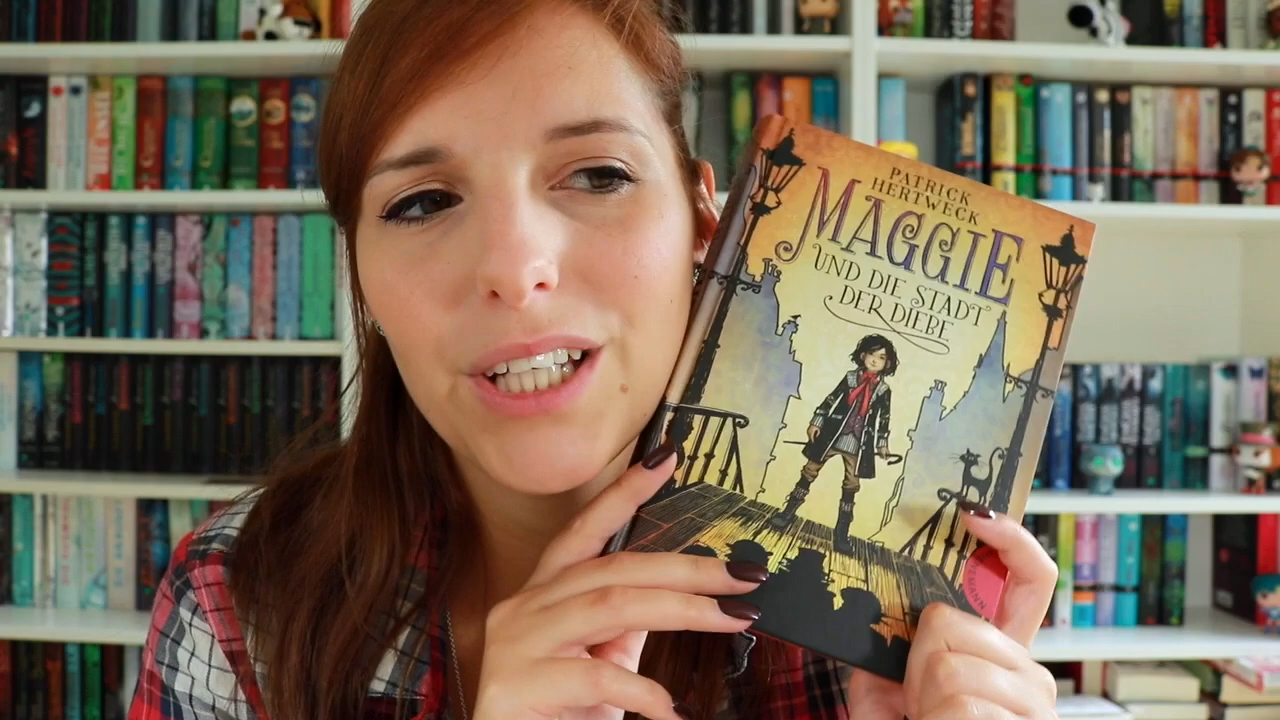 PATRICK
HERTWECK
MAGGIE
UND DIE STADT
DER DIEBE